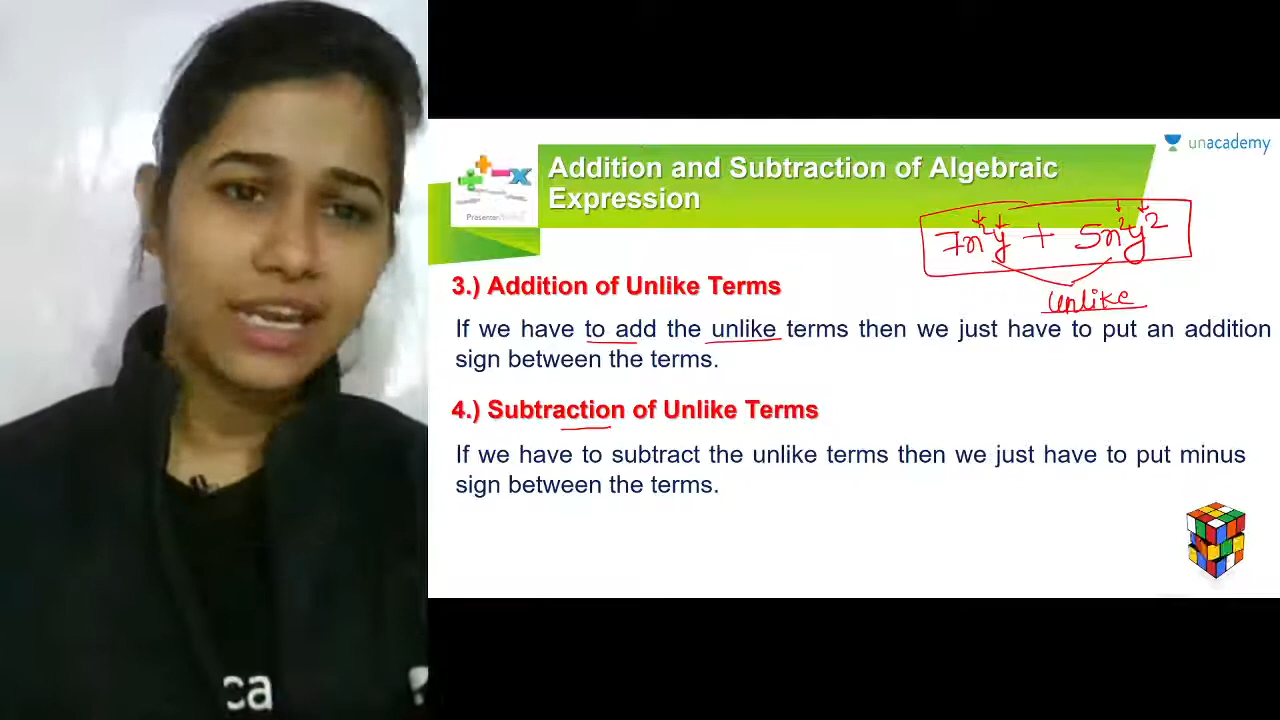 unacademy
Addition and Subtraction of Algebraic
Expression
7n²y + 5n²y²
Unlike
3.) Addition of Unlike Terms
If we have to add the unlike terms then we just have to put an addition
sign between the terms.
4.) Subtraction of Unlike Terms
If we have to subtract the unlike terms then we just have to put minus
sign between the terms.
ca